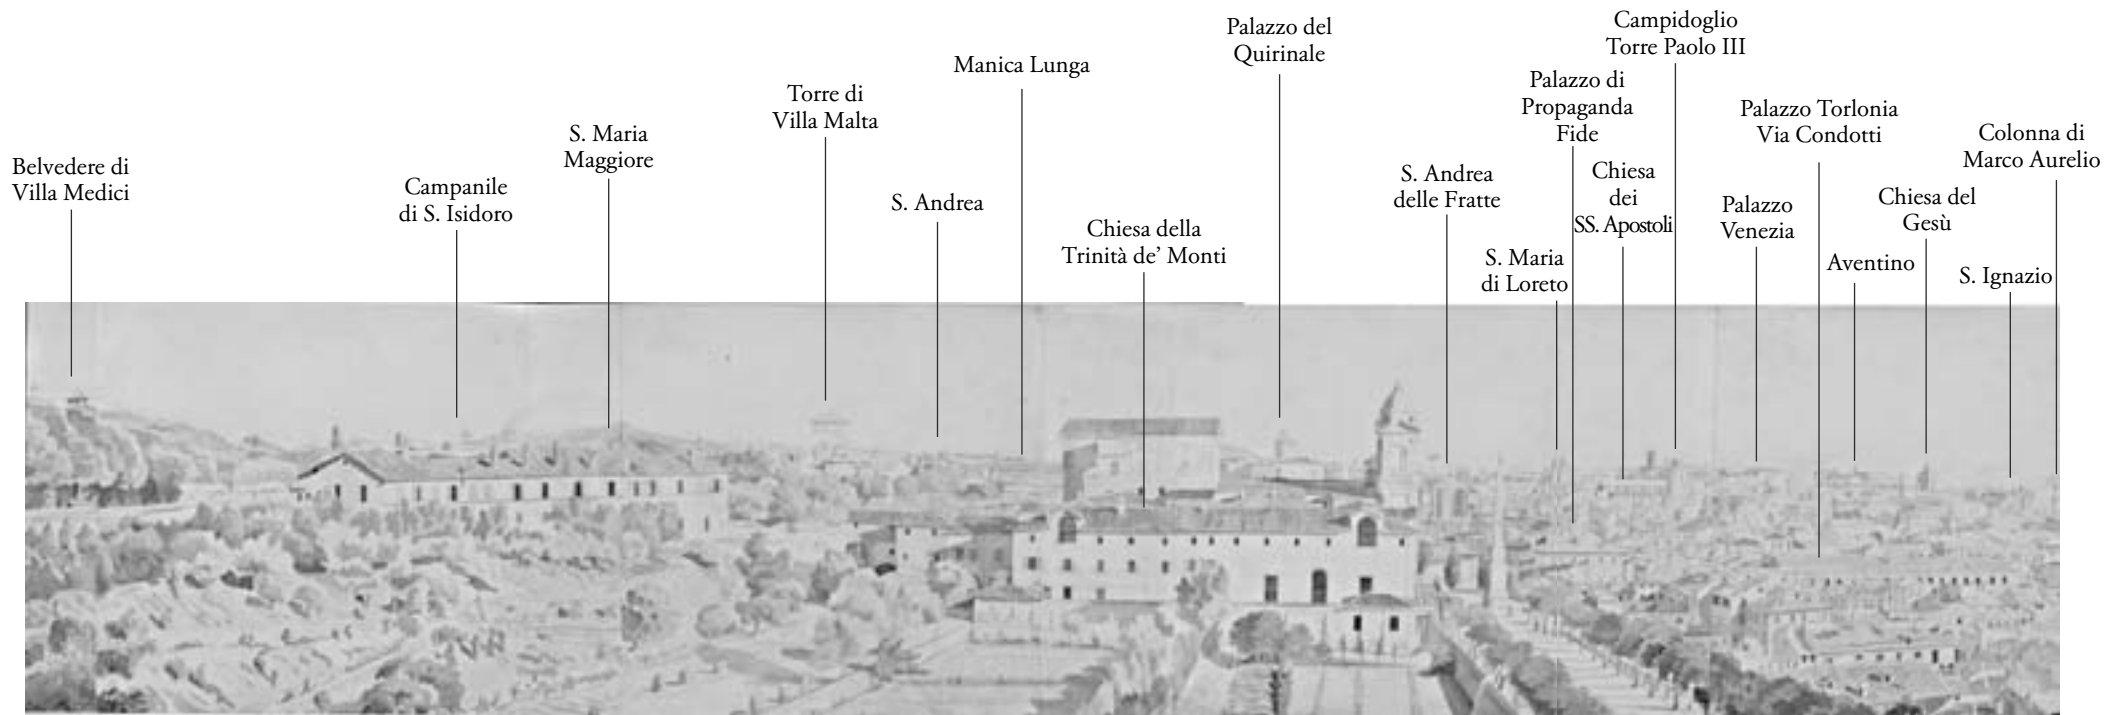 Belvedere di
Villa Medici
Campanile
di S. Isidoro
S. Maria
Maggiore
Torre di
Villa Malta
S. Andrea
Manica Lunga
Chiesa della
Trinità de’ Monti
Palazzo del
Quirinale
S. Andrea
delle Fratte
S. Maria
di Loreto
Palazzo di
Propaganda
Fide
Chiesa
dei
SS. Apostoli
Campidoglio
Torre Paolo III
Palazzo
Venezia
Palazzo Torlonia
Via Condotti
Aventino
Chiesa del
Gesù
S. Ignazio
Colonna di
Marco Aurelio